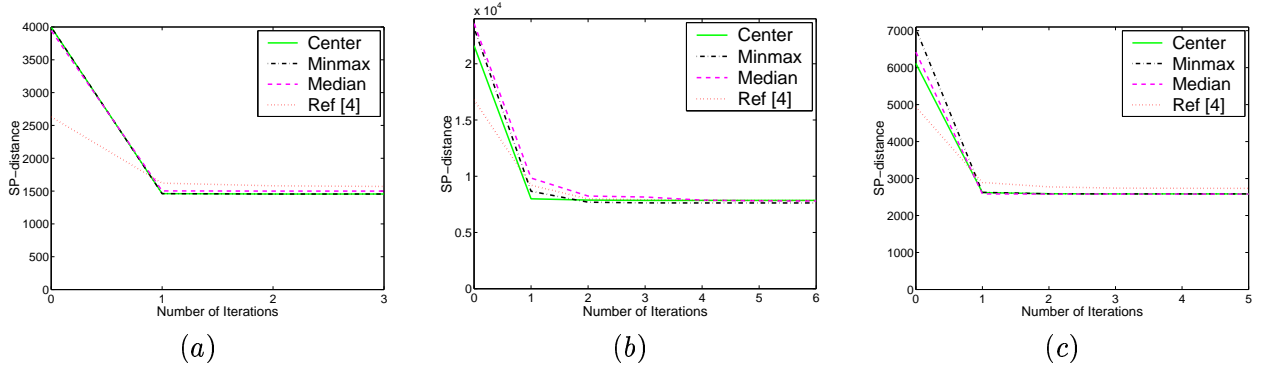 4000
3500
3000
2500
2000
1500
1000
500
0
SP-distance
0 1 2 3
Number of Iterations
Center
Minmax
Median
Ref [4]
(a)
x 10⁴
2
1.5
1
0.5
0
SP-distance
0 1 2 3 4 5 6
Number of Iterations
Center
Minmax
Median
Ref [4]
(b)
7000
6000
5000
4000
3000
2000
1000
0
SP-distance
0 1 2 3 4 5
Number of Iterations
Center
Minmax
Median
Ref [4]
(c)